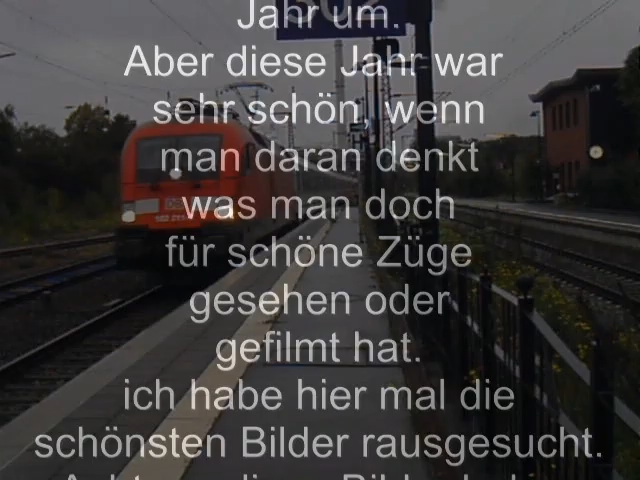 Jahr um.
Aber diese Jahr war
sehr schön, wenn
man daran denkt
was man doch
für schöne Züge
gesehen oder
gefilmt hat.
ich habe hier mal die
schönsten Bilder rausgesucht.
DB